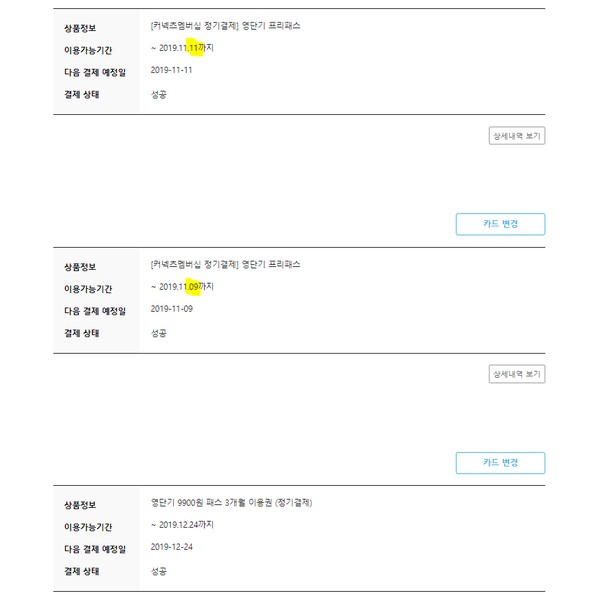 상품정보 [커넥츠멤버십 정기결제] 영단기 프리패스
이용가능기간 ~ 2019.11.11까지
다음 결제 예정일 2019-11-11
결제 상태 성공
상세내역 보기
카드 변경
상품정보 [커넥츠멤버십 정기결제] 영단기 프리패스
이용가능기간 ~ 2019.11.09까지
다음 결제 예정일 2019-11-09
결제 상태 성공
상세내역 보기
카드 변경
상품정보 영단기 9900원 패스 3개월 이용권 (정기결제)
이용가능기간 ~ 2019.12.24까지
다음 결제 예정일 2019-12-24
결제 상태 성공